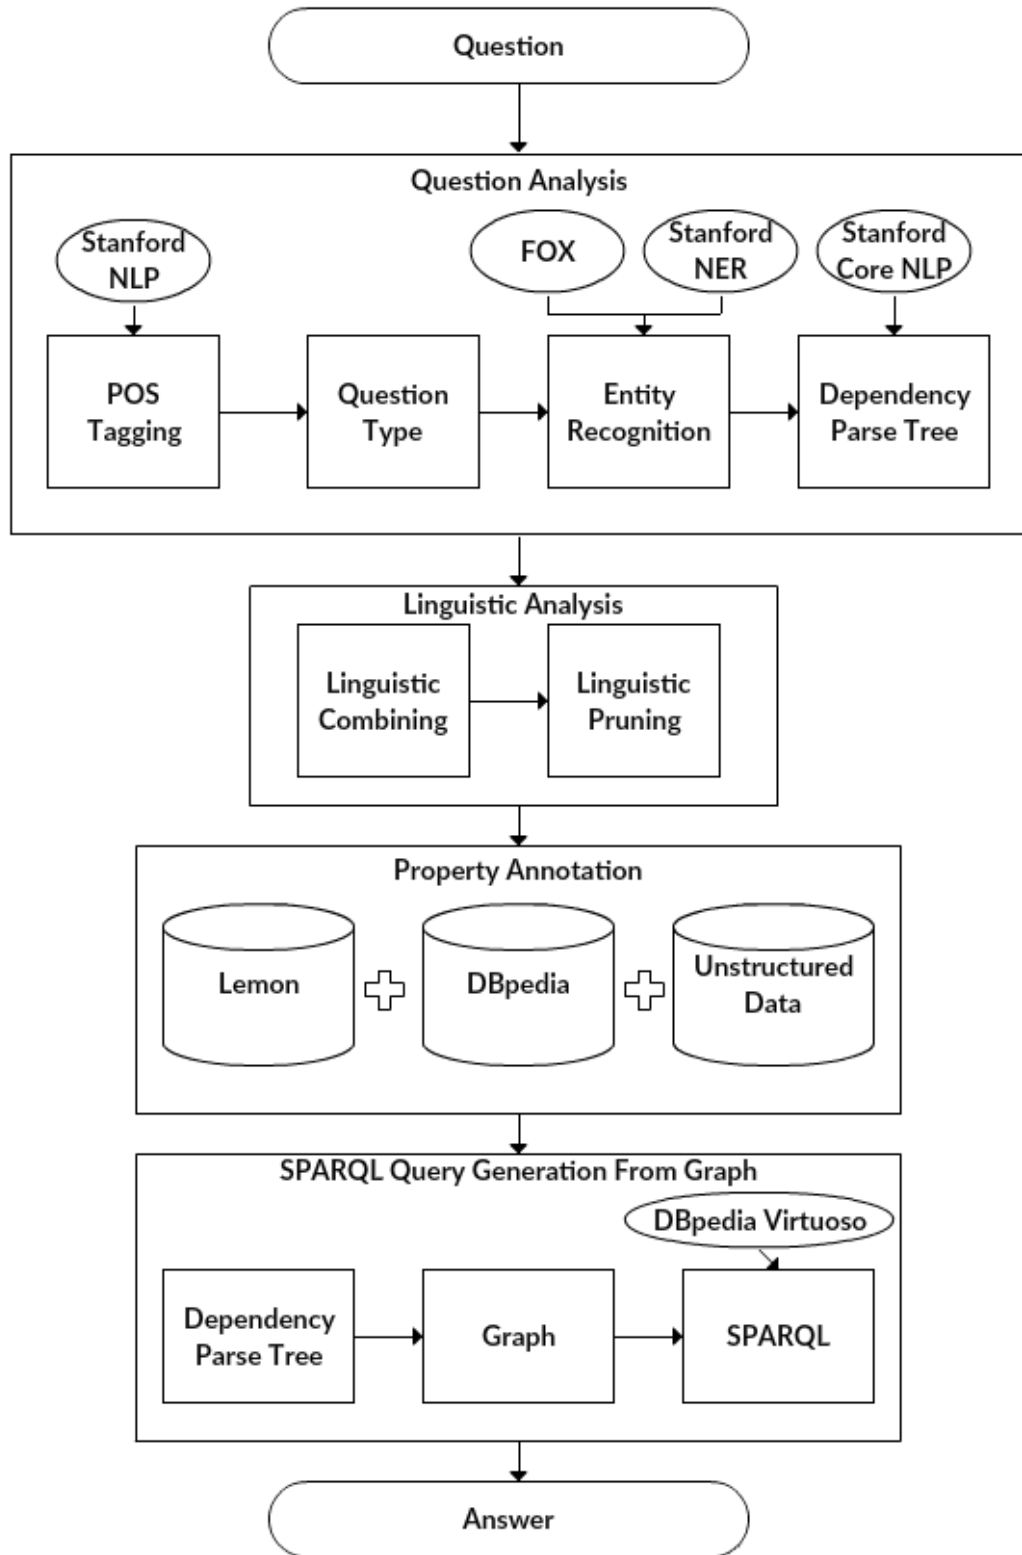 Question
Question Analysis
Stanford
NLP
FOX
Stanford
NER
Stanford
Core NLP
POS
Tagging
Question
Type
Entity
Recognition
Dependency
Parse Tree
Linguistic Analysis
Linguistic
Combining
Linguistic
Pruning
Property Annotation
Lemon
DBpedia
Unstructured
Data
SPARQL Query Generation From Graph
DBpedia Virtuoso
Dependency
Parse Tree
Graph
SPARQL
Answer